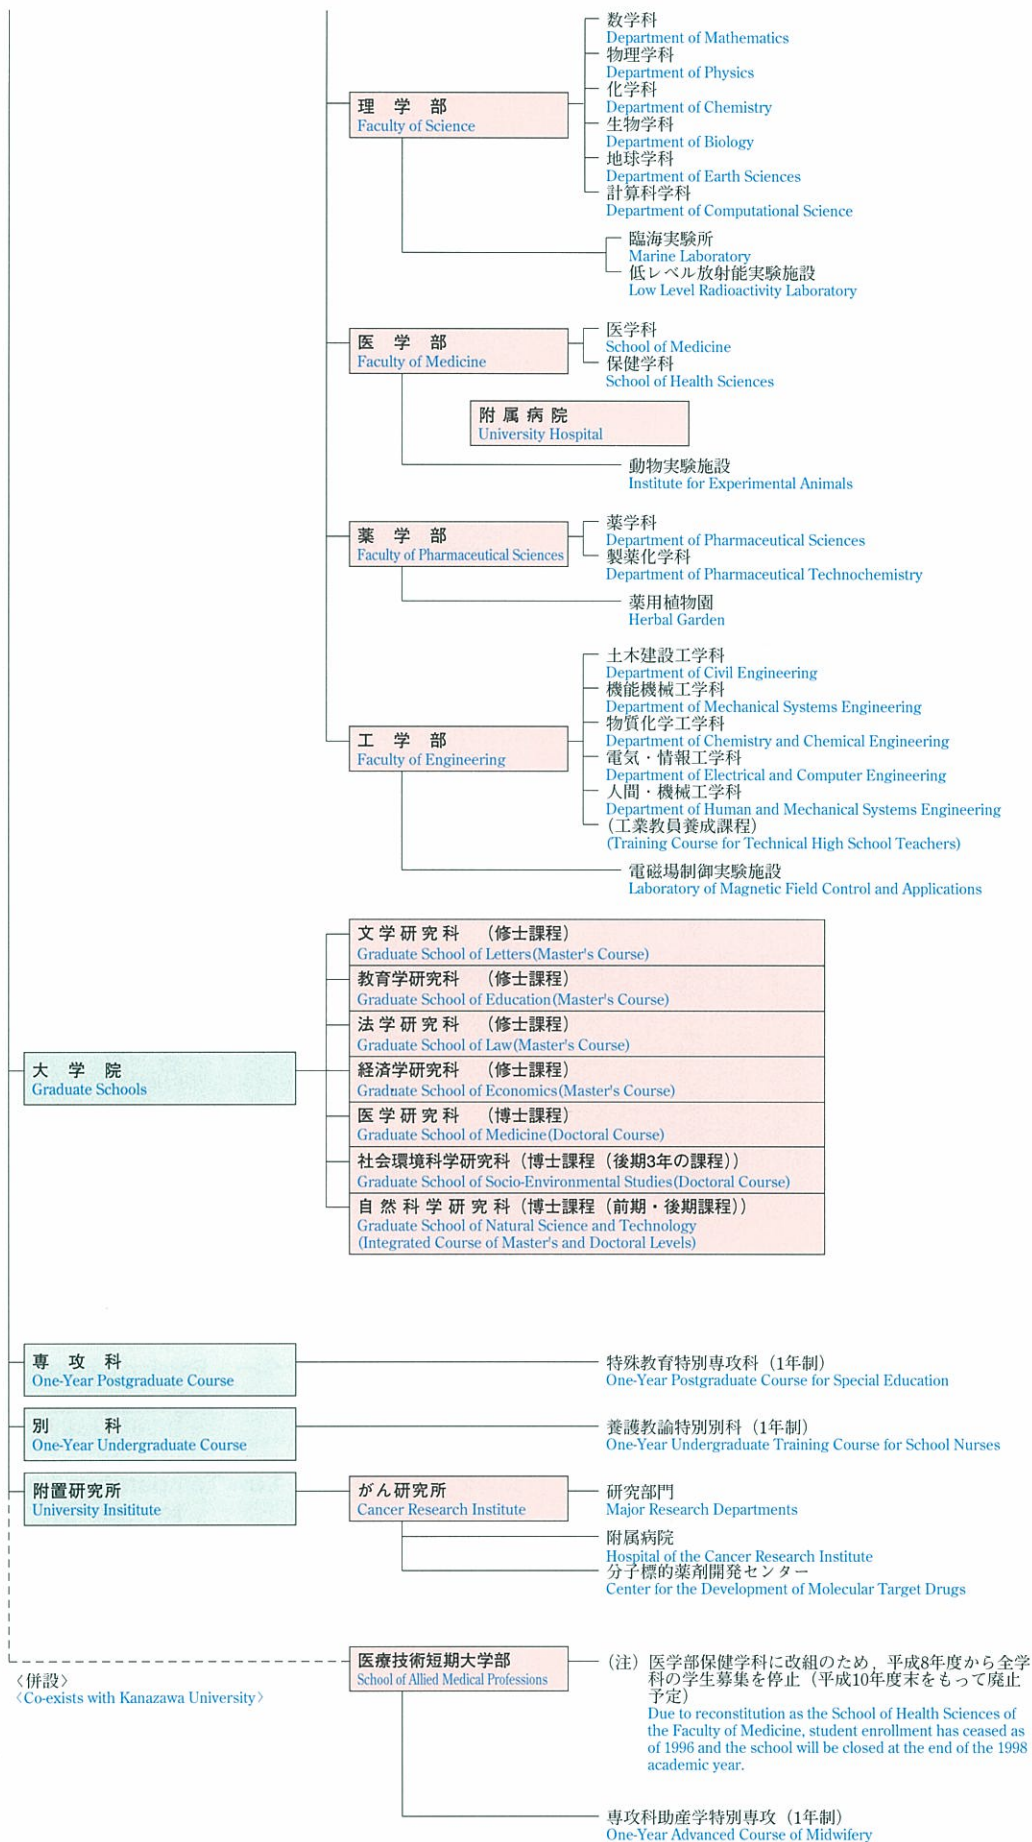 数学科
Department of Mathematics
物理学科
Department of Physics
化学科
Department of Chemistry
生物学科
Department of Biology
地球学科
Department of Earth Sciences
計算科学科
Department of Computational Science
理学部
Faculty of Science
臨海実験所
Marine Laboratory
低レベル放射能実験施設
Low Level Radioactivity Laboratory
医学部
Faculty of Medicine
医学科
School of Medicine
保健学科
School of Health Sciences
附属病院
University Hospital
動物実験施設
Institute for Experimental Animals
薬学部
Faculty of Pharmaceutical Sciences
薬学科
Department of Pharmaceutical Sciences
製薬化学科
Department of Pharmaceutical Technochemistry
薬用植物園
Herbal Garden
土木建設工学科
Department of Civil Engineering
機能機械工学科
Department of Mechanical Systems Engineering
物質化学工学科
Department of Chemistry and Chemical Engineering
電気・情報工学科
Department of Electrical and Computer Engineering
人間・機械工学科
Department of Human and Mechanical Systems Engineering
(工業教員養成課程)
(Training Course for Technical High School Teachers)
工学部
Faculty of Engineering
電磁場制御実験施設
Laboratory of Magnetic Field Control and Applications
大学院
Graduate Schools
文学研究科 (修士課程)
Graduate School of Letters(Master's Course)
教育学研究科 (修士課程)
Graduate School of Education(Master's Course)
法学研究科 (修士課程)
Graduate School of Law(Master's Course)
経済学研究科 (修士課程)
Graduate School of Economics(Master's Course)
医学研究科 (博士課程)
Graduate School of Medicine(Doctoral Course)
社会環境科学研究科(博士課程(後期3年の課程))
Graduate School of Socio-Environmental Studies(Doctoral Course)
自然科学研究科(博士課程(前期・後期課程))
Graduate School of Natural Science and Technology
(Integrated Course of Master's and Doctoral Levels)
専攻科
One-Year Postgraduate Course
特殊教育特別専攻科(1年制)
One-Year Postgraduate Course for Special Education
別科
One-Year Undergraduate Course
養護教諭特別別科(1年制)
One-Year Undergraduate Training Course for School Nurses
附置研究所
University Insititute
がん研究所
Cancer Research Institute
研究部門
Major Research Departments
附属病院
Hospital of the Cancer Research Institute
分子標的薬剤開発センター
Center for the Development of Molecular Target Drugs
〈併設〉
〈Co-exists with Kanazawa University〉
医療技術短期大学部
School of Allied Medical Professions
(注) 医学部保健学科に改組のため,平成8年度から全学
科の学生募集を停止(平成10年度末をもって廃止
予定)
Due to reconstitution as the School of Health Sciences of
the Faculty of Medicine, student enrollment has ceased as
of 1996 and the school will be closed at the end of the 1998
academic year.
専攻科助産学特別専攻(1年制)
One-Year Advanced Course of Midwifery